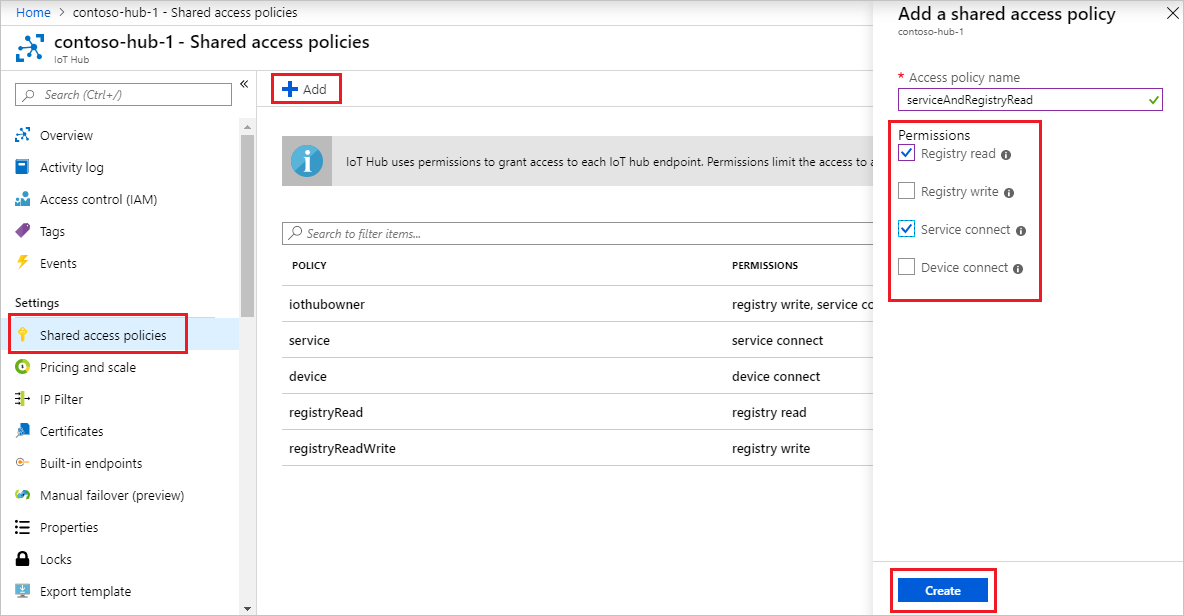 Home > contoso-hub-1 - Shared access policies
contoso-hub-1 - Shared access policies
IoT Hub
Search (Ctrl+/)
Overview
Activity log
Access control (IAM)
Tags
Events
Settings
Shared access policies
Pricing and scale
IP Filter
Certificates
Built-in endpoints
Manual failover (preview)
Properties
Locks
Export template
Add
IoT Hub uses permissions to grant access to each IoT hub endpoint. Permissions limit the access to a
Search to filter items...
POLICY PERMISSIONS
iothubowner registry write, service co
service service connect
device device connect
registryRead registry read
registryReadWrite registry write
Add a shared access policy
contoso-hub-1
* Access policy name
serviceAndRegistryRead
Permissions
Registry read
Registry write
Service connect
Device connect
Create